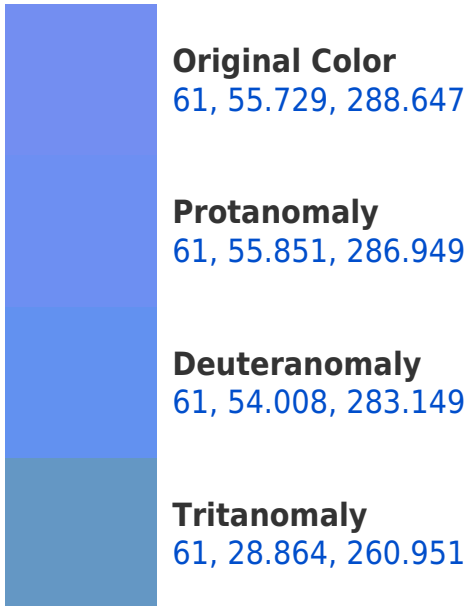 Original Color
61, 55.729, 288.647
Protanomaly
61, 55.851, 286.949
Deuteranomaly
61, 54.008, 283.149
Tritanomaly
61, 28.864, 260.951